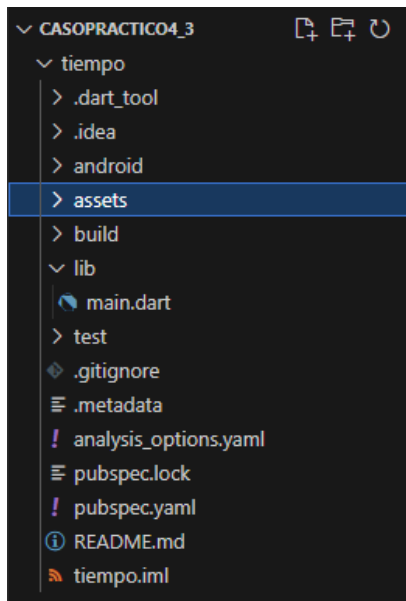 CASOPRACTICO4_3
tiempo
.dart_tool
.idea
android
assets
build
lib
main.dart
test
.gitignore
.metadata
analysis_options.yaml
pubspec.lock
pubspec.yaml
README.md
tiempo.iml